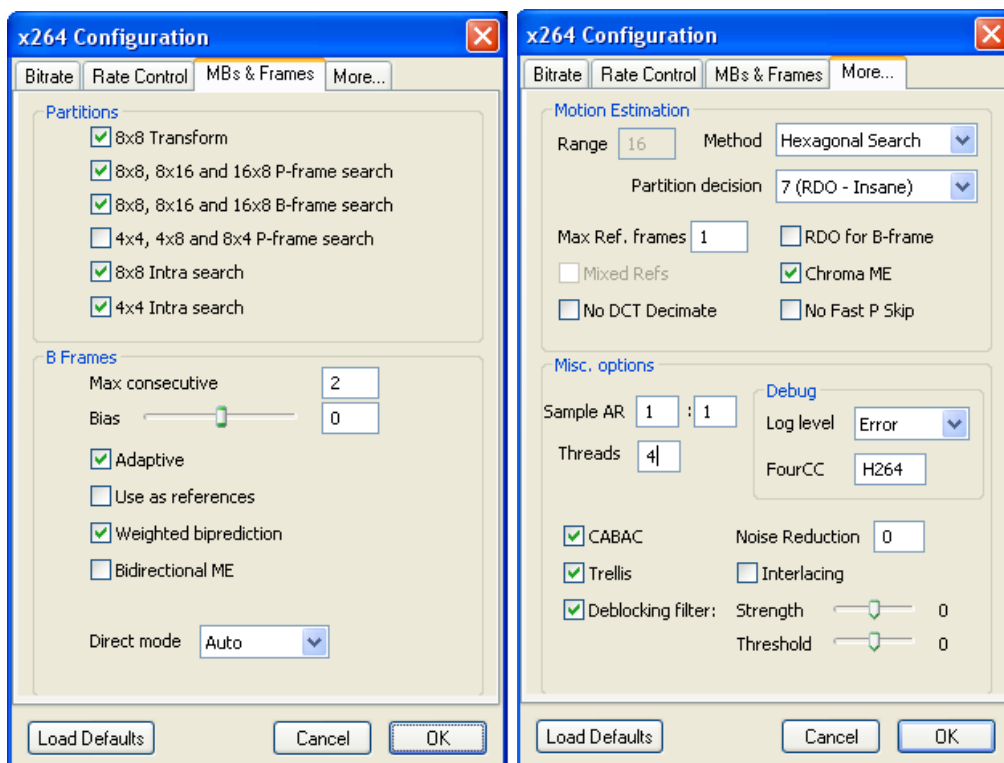 x264 Configuration
Bitrate Rate Control MBs & Frames More...
Partitions
8x8 Transform
8x8, 8x16 and 16x8 P-frame search
8x8, 8x16 and 16x8 B-frame search
4x4, 4x8 and 8x4 P-frame search
8x8 Intra search
4x4 Intra search
B Frames
Max consecutive 2
Bias 0
Adaptive
Use as references
Weighted biprediction
Bidirectional ME
Direct mode Auto
Load Defaults Cancel OK
x264 Configuration
Bitrate Rate Control MBs & Frames More...
Motion Estimation
Range 16 Method Hexagonal Search
Partition decision 7 (RDO - Insane)
Max Ref. frames 1 RDO for B-frame
Mixed Refs Chroma ME
No DCT Decimate No Fast P Skip
Misc. options
Sample AR 1 : 1
Threads 4
Debug
Log level Error
FourCC H264
CABAC Noise Reduction 0
Trellis Interlacing
Deblocking filter: Strength 0
Threshold 0
Load Defaults Cancel OK